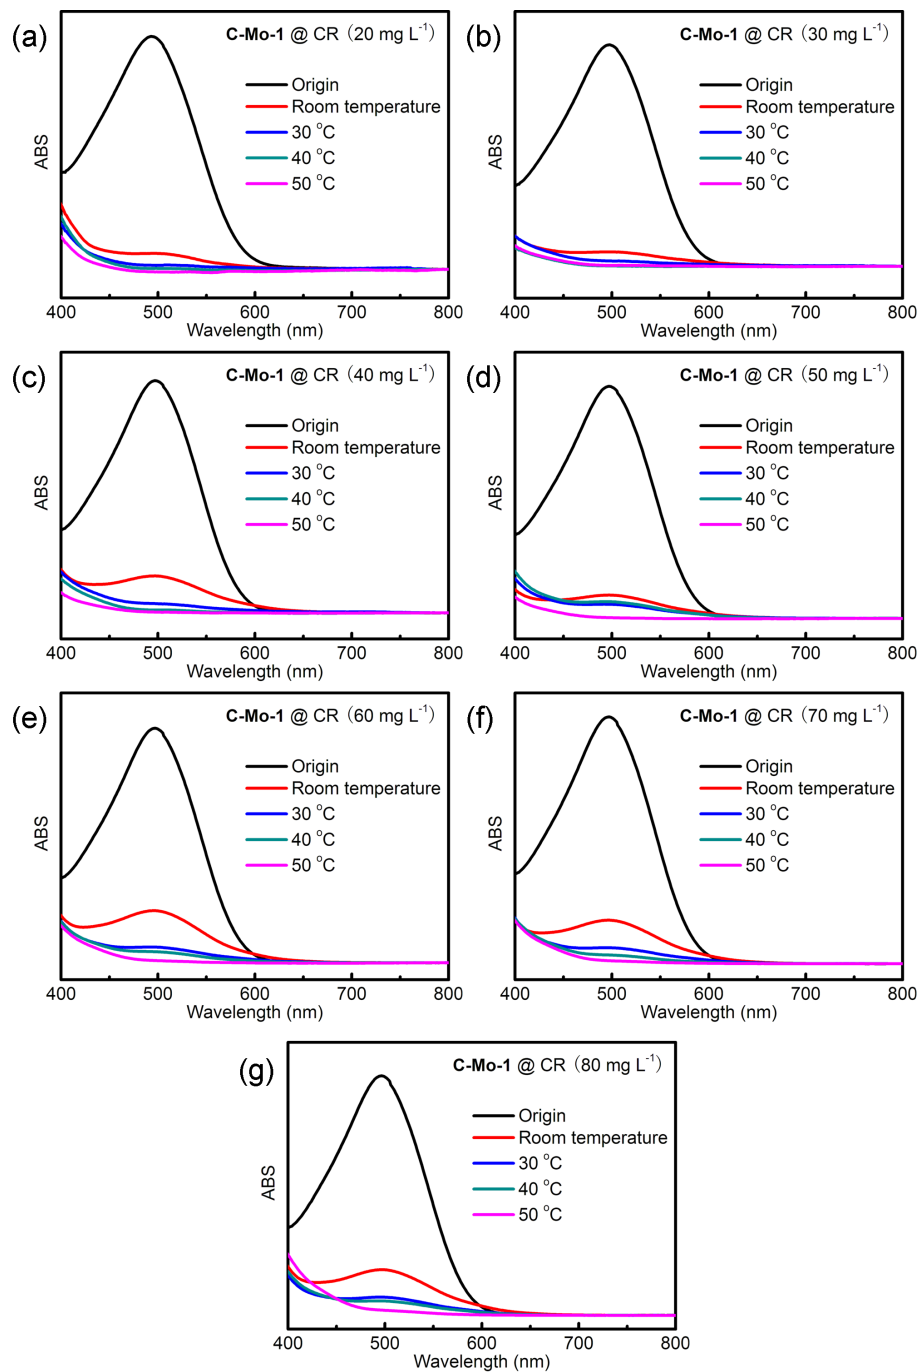 (a)
C-Mo-1 @ CR（20 mg L⁻¹）
Origin
Room temperature
30 °C
40 °C
50 °C
ABS
400 500 600 700 800
Wavelength (nm)
(b)
C-Mo-1 @ CR（30 mg L⁻¹）
Origin
Room temperature
30 °C
40 °C
50 °C
ABS
400 500 600 700 800
Wavelength (nm)
(c)
C-Mo-1 @ CR（40 mg L⁻¹）
Origin
Room temperature
30 °C
40 °C
50 °C
ABS
400 500 600 700 800
Wavelength (nm)
(d)
C-Mo-1 @ CR（50 mg L⁻¹）
Origin
Room temperature
30 °C
40 °C
50 °C
ABS
400 500 600 700 800
Wavelength (nm)
(e)
C-Mo-1 @ CR（60 mg L⁻¹）
Origin
Room temperature
30 °C
40 °C
50 °C
ABS
400 500 600 700 800
Wavelength (nm)
(f)
C-Mo-1 @ CR（70 mg L⁻¹）
Origin
Room temperature
30 °C
40 °C
50 °C
ABS
400 500 600 700 800
Wavelength (nm)
(g)
C-Mo-1 @ CR（80 mg L⁻¹）
Origin
Room temperature
30 °C
40 °C
50 °C
ABS
400 500 600 700 800
Wavelength (nm)